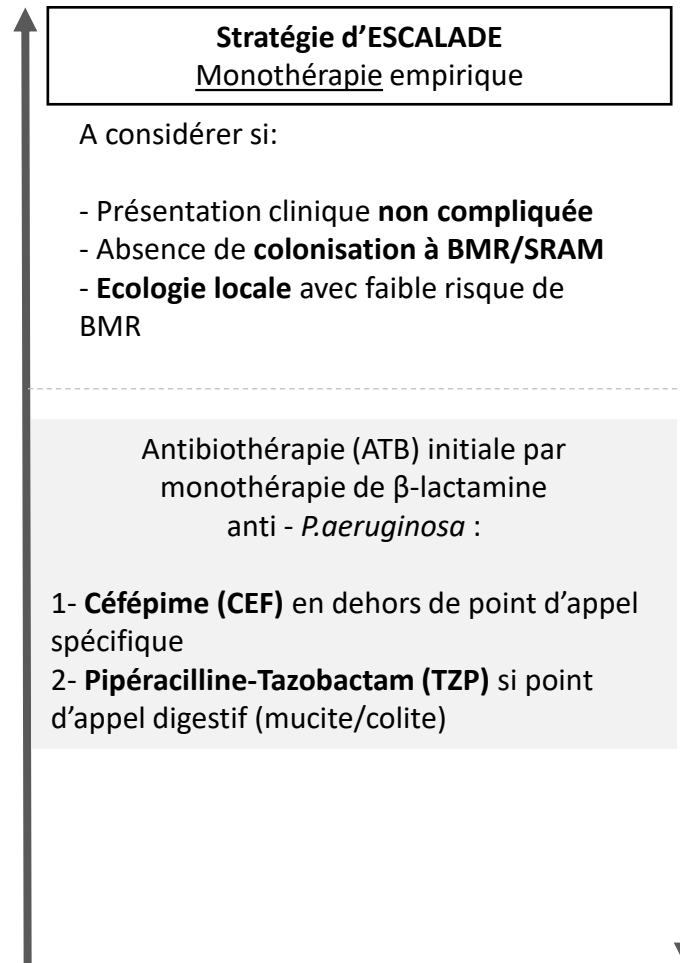 Stratégie d’ESCALADE
Monothérapie empirique
A considérer si:
- Présentation clinique non compliquée
- Absence de colonisation à BMR/SRAM
- Ecologie locale avec faible risque de
BMR
Antibiothérapie (ATB) initiale par
monothérapie de β-lactamine
anti - P.aeruginosa :
1- Céfépime (CEF) en dehors de point d’appel
spécifique
2- Pipéracilline-Tazobactam (TZP) si point
d’appel digestif (mucite/colite)